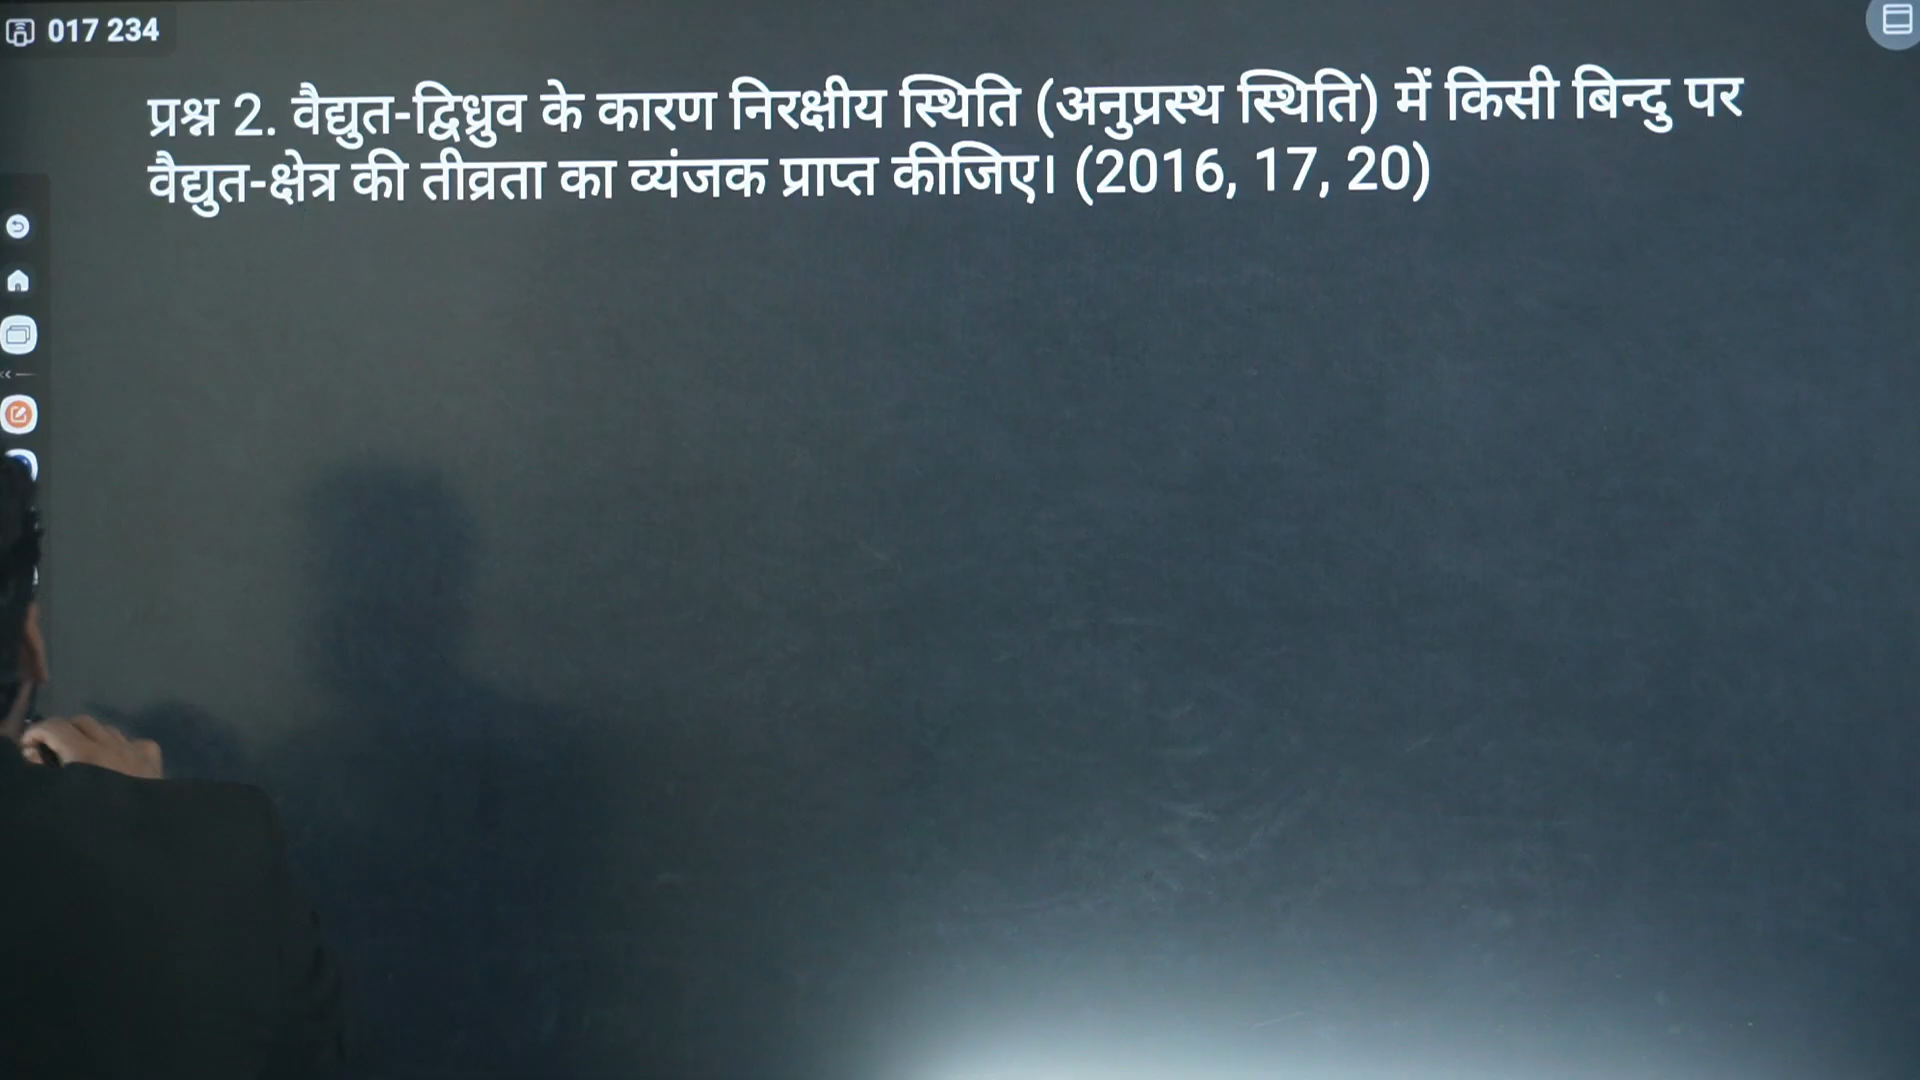 017 234
प्रश्न 2. वैद्युत-द्विध्रुव के कारण निरक्षीय स्थिति (अनुप्रस्थ स्थिति) में किसी बिन्दु पर
वैद्युत-क्षेत्र की तीव्रता का व्यंजक प्राप्त कीजिए। (2016, 17, 20)